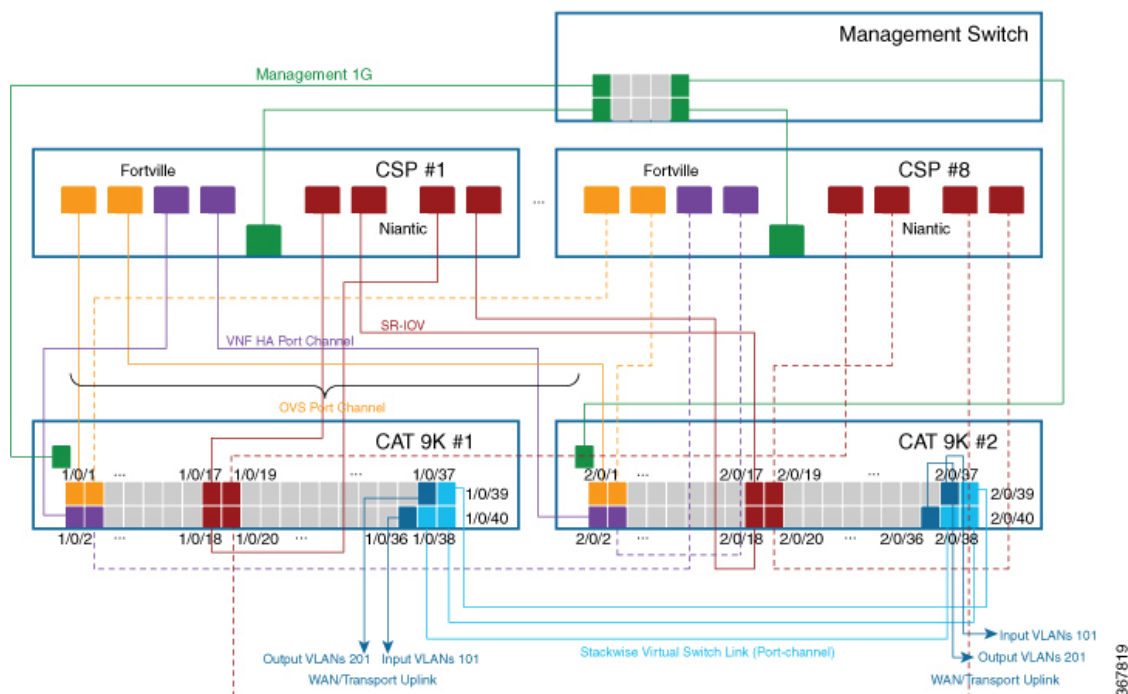 Management Switch
Management 1G
Fortville
CSP #1
Niantic
...
Fortville
CSP #8
Niantic
SR-IOV
VNF HA Port Channel
OVS Port Channel
CAT 9K #1
1/0/1 ... 1/0/17 1/0/19 ... 1/0/37
1/0/39
1/0/40
1/0/2 ... 1/0/18 1/0/20 ... 1/0/36 1/0/38
CAT 9K #2
2/0/1 ... 2/0/17 2/0/19 ... 2/0/37
2/0/39
2/0/40
2/0/2 ... 2/0/18 2/0/20 ... 2/0/36 2/0/38
Output VLANs 201 Input VLANs 101
WAN/Transport Uplink
Stackwise Virtual Switch Link (Port-channel)
Input VLANs 101
Output VLANs 201
WAN/Transport Uplink
367819